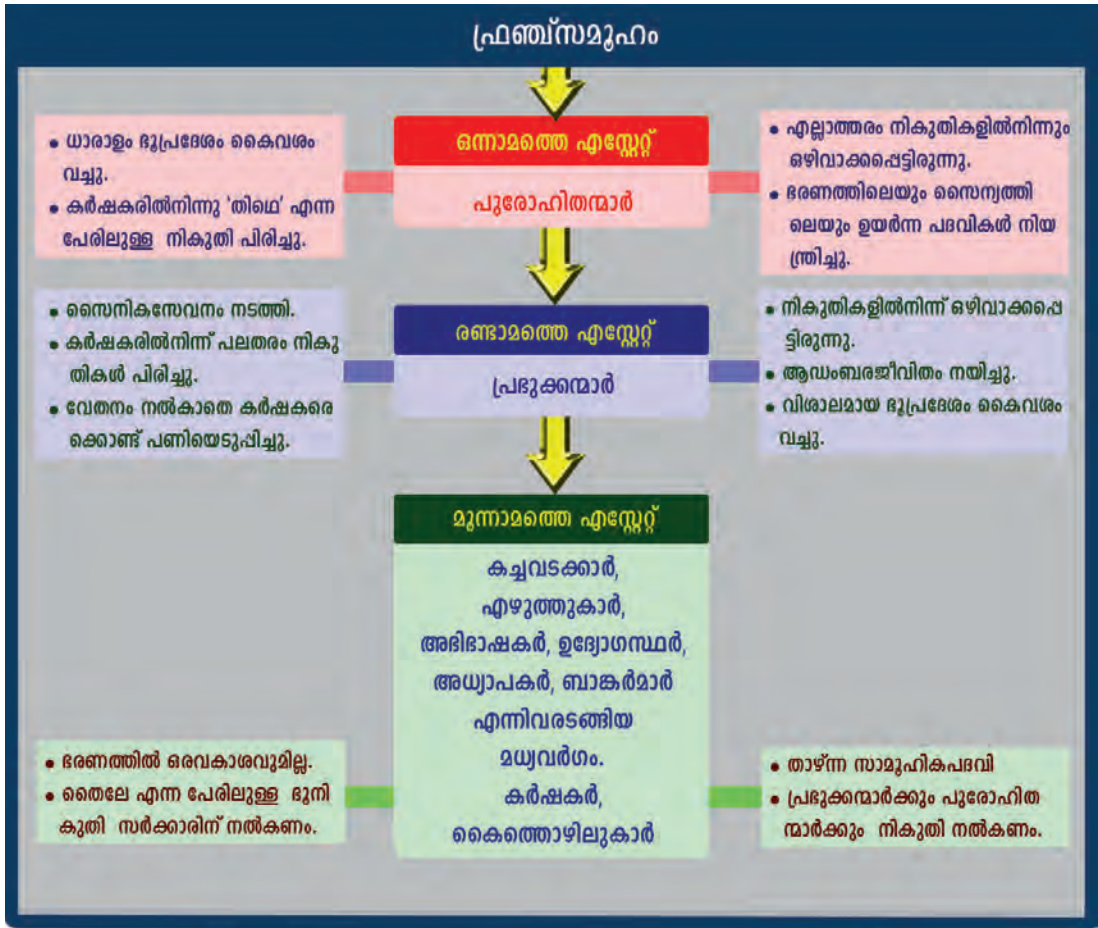 ഫ്രഞ്ച്സമൂഹം
• ധാരാളം ഭൂപ്രദേശം കൈവശം
വച്ചു.
• കർഷകരിൽനിന്നു 'തിഥെ' എന്ന
പേരിലുള്ള നികുതി പിരിച്ചു.
ഒന്നാമത്തെ എസ്റ്റേറ്റ്
പുരോഹിതന്മാർ
• എല്ലാത്തരം നികുതികളിൽനിന്നും
ഒഴിവാക്കപ്പെട്ടിരുന്നു.
• ഭരണത്തിലെയും സൈന്യത്തി
ലെയും ഉയർന്ന പദവികൾ നിയ
ന്ത്രിച്ചു.
• സൈനികസേവനം നടത്തി.
• കർഷകരിൽനിന്ന് പലതരം നികു
തികൾ പിരിച്ചു.
• വേതനം നൽകാതെ കർഷകരെ
ക്കൊണ്ട് പണിയെടുപ്പിച്ചു.
രണ്ടാമത്തെ എസ്റ്റേറ്റ്
പ്രഭുക്കന്മാർ
• നികുതികളിൽനിന്ന് ഒഴിവാക്കപ്പെ
ട്ടിരുന്നു.
• ആഡംബരജീവിതം നയിച്ചു.
• വിശാലമായ ഭൂപ്രദേശം കൈവശം
വച്ചു.
മൂന്നാമത്തെ എസ്റ്റേറ്റ്
കച്ചവടക്കാർ,
എഴുത്തുകാർ,
അഭിഭാഷകർ, ഉദ്യോഗസ്ഥർ,
അധ്യാപകർ, ബാങ്കർമാർ
എന്നിവരടങ്ങിയ
മധ്യവർഗം.
കർഷകർ,
കൈത്തൊഴിലുകാർ
• ഭരണത്തിൽ ഒരവകാശവുമില്ല.
• തൈലേ എന്ന പേരിലുള്ള ഭൂനി
കുതി സർക്കാരിന് നൽകണം.
• താഴ്ന്ന സാമൂഹികപദവി
• പ്രഭുക്കന്മാർക്കും പുരോഹിത
ന്മാർക്കും നികുതി നൽകണം.